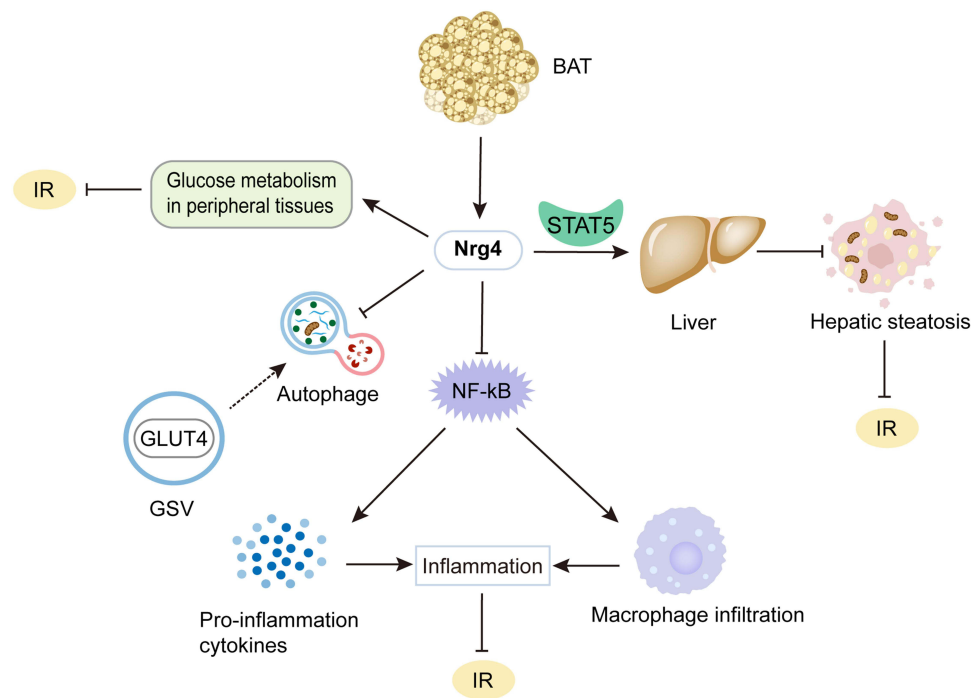 BAT
IR
Glucose metabolism
in peripheral tissues
STAT5
Nrg4
Liver
Hepatic steatosis
Autophage
NF-kB
GLUT4
GSV
IR
Inflammation
Pro-inflammation
cytokines
Macrophage infiltration
IR